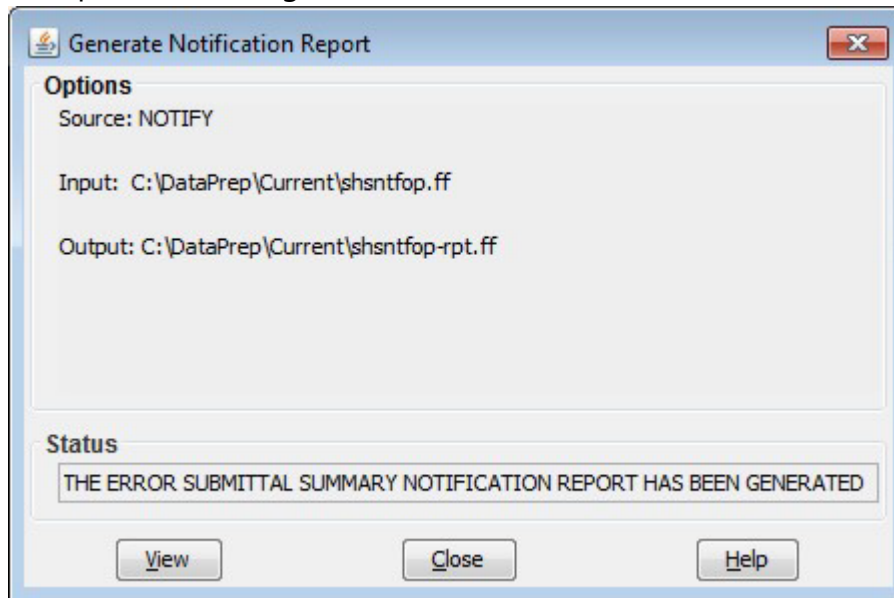 Generate Notification Report
Options
Source: NOTIFY
Input: C:\DataPrep\Current\shsntfop.ff
Output: C:\DataPrep\Current\shsntfop-rpt.ff
Status
THE ERROR SUBMITTAL SUMMARY NOTIFICATION REPORT HAS BEEN GENERATED
View Close Help